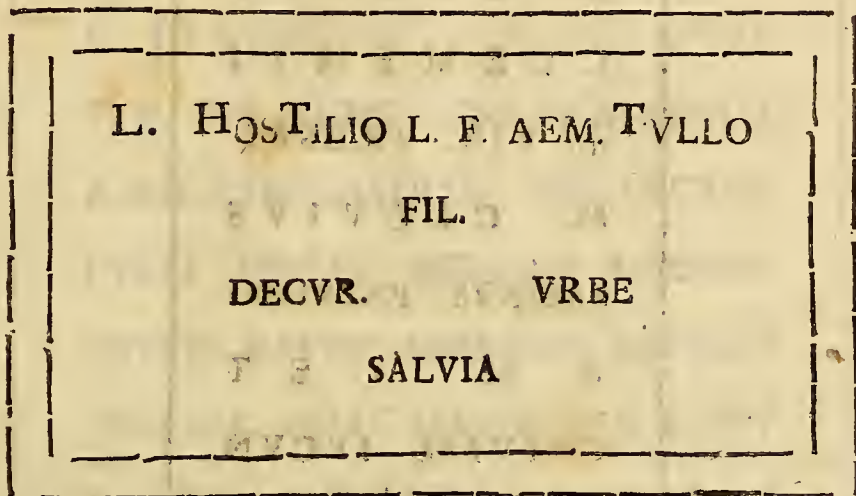 L. HOSTILIO L. F. AEM. TVLLO
FIL.
DECVR. VRBE
SALVIA